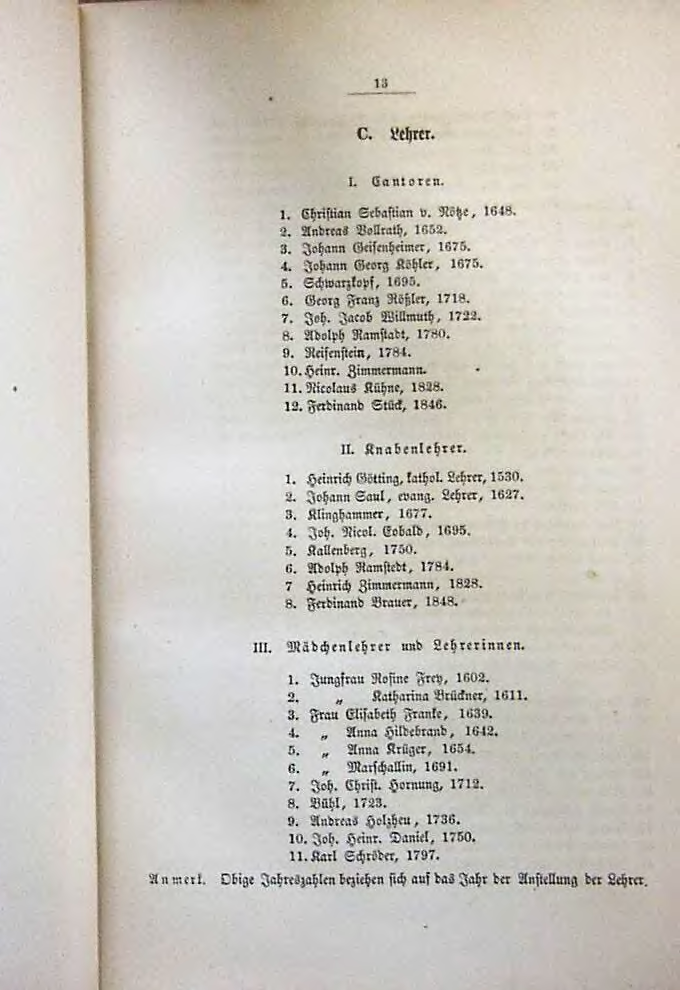 13
C. Lehrer.
I. Cantoren.
1. Christian Sebastian v. Rötze, 1648.
2. Andreas Vollrath, 1652.
3. Johann Geisenheimer, 1675.
4. Johann Georg Köhler, 1675.
5. Schwarzkopf, 1695.
6. Georg Franz Rößler, 1718.
7. Joh. Jacob Willmuth, 1722.
8. Adolph Ramstadt, 1780.
9. Reifenstein, 1784.
10. Heinr. Zimmermann.
11. Nicolaus Kühne, 1828.
12. Ferdinand Stück, 1846.
II. Knabenlehrer.
1. Heinrich Götting, kathol. Lehrer, 1530.
2. Johann Saul, evang. Lehrer, 1627.
3. Klinghammer, 1677.
4. Joh. Nicol. Cobald, 1695.
5. Kallenberg, 1750.
6. Adolph Ramstedt, 1784.
7 Heinrich Zimmermann, 1828.
8. Ferdinand Brauer, 1848.
III. Mädchenlehrer und Lehrerinnen.
1. Jungfrau Rosine Frey, 1602.
2. „ Katharina Brückner, 1611.
3. Frau Elisabeth Franke, 1639.
4. „ Anna Hildebrand, 1642.
5. „ Anna Krüger, 1654.
6. „ Marschallin, 1691.
7. Joh. Christ. Hornung, 1712.
8. Bühl, 1723.
9. Andreas Holzheu, 1736.
10. Joh. Heinr. Daniel, 1750.
11. Karl Schröder, 1797.
Anmerk. Obige Jahreszahlen beziehen sich auf das Jahr der Anstellung der Lehrer.